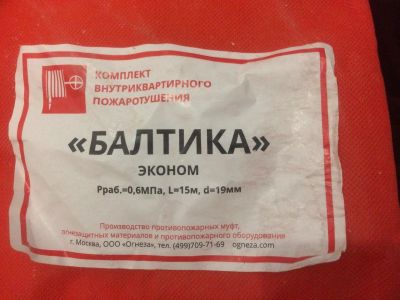 КОМПЛЕКТ
ВНУТРИКВАРТИРНОГО
ПОЖАРОТУШЕНИЯ
«БАЛТИКА»
ЭКОНОМ
Рраб.=0,6МПа, L=15м, d=19мм
Производство противопожарных муфт,
огнезащитных материалов и противопожарного оборудования
г. Москва, ООО «Огнеза», тел. (499)709-71-69 ogneza.com